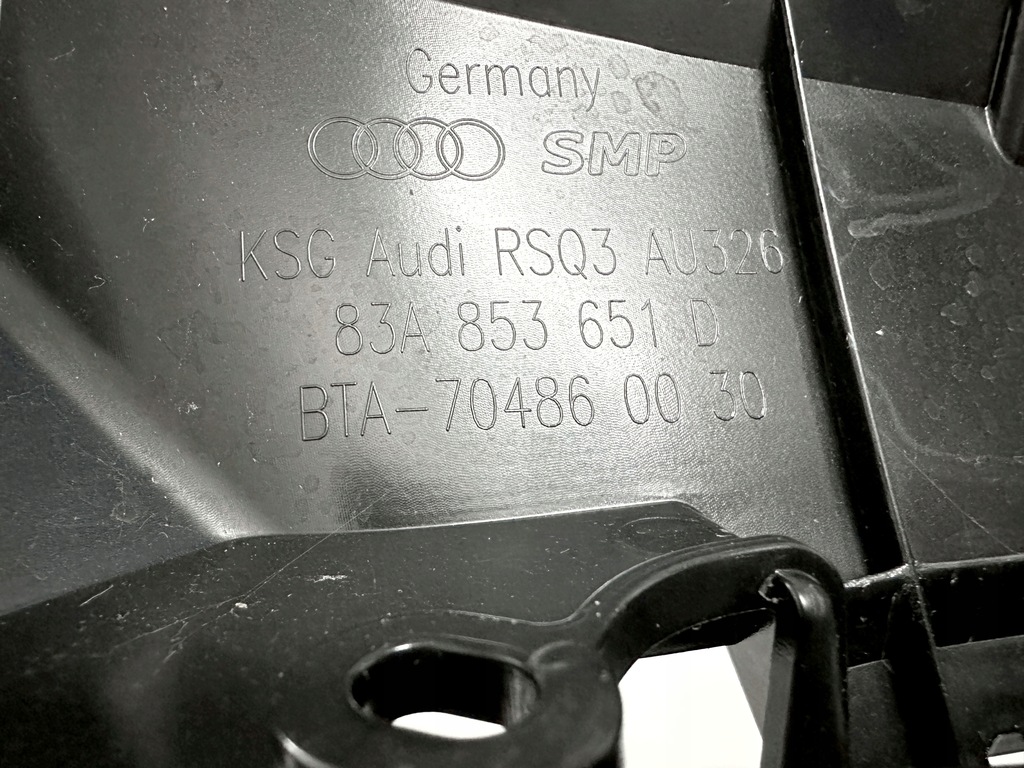 Germany
SMP
KSG Audi RSQ3 AU326
83A 853 651 D
BTA-70486 00 30